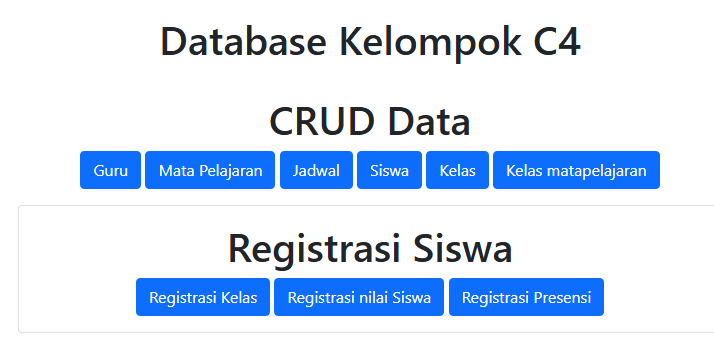 Database Kelompok C4
CRUD Data
Guru Mata Pelajaran Jadwal Siswa Kelas Kelas matapelajaran
Registrasi Siswa
Registrasi Kelas Registrasi nilai Siswa Registrasi Presensi